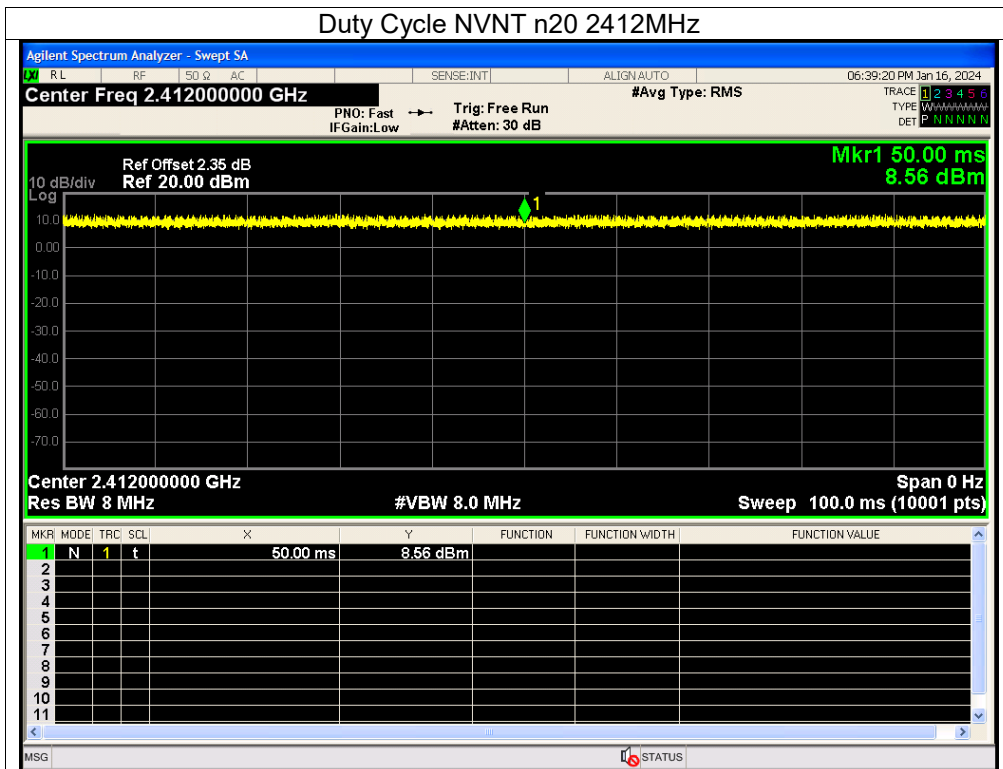 Duty Cycle NVNT n20 2412MHz
Agilent Spectrum Analyzer - Swept SA
LXI RL RF 50 Ω AC SENSE:INT ALIGN AUTO 06:39:20 PM Jan 16, 2024
Center Freq 2.412000000 GHz #Avg Type: RMS TRACE 1 2 3 4 5 6
PNO: Fast Trig: Free Run TYPE WWWWWW
IFGain:Low #Atten: 30 dB DET P N N N N N
Mkr1 50.00 ms
8.56 dBm
Ref Offset 2.35 dB
10 dB/div Ref 20.00 dBm
Log
1
10.0
0.00
-10.0
-20.0
-30.0
-40.0
-50.0
-60.0
-70.0
Center 2.412000000 GHz Span 0 Hz
Res BW 8 MHz #VBW 8.0 MHz Sweep 100.0 ms (10001 pts)
MKR MODE TRC SCL X Y FUNCTION FUNCTION WIDTH FUNCTION VALUE
1 N 1 t 50.00 ms 8.56 dBm
2
3
4
5
6
7
8
9
10
11
MSG STATUS